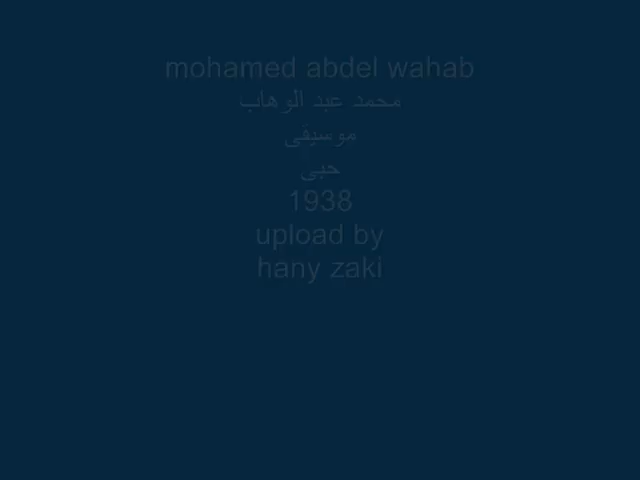 mohamed abdel wahab
محمد عبد الوهاب
موسيقى
حبى
1938
upload by
hany zaki